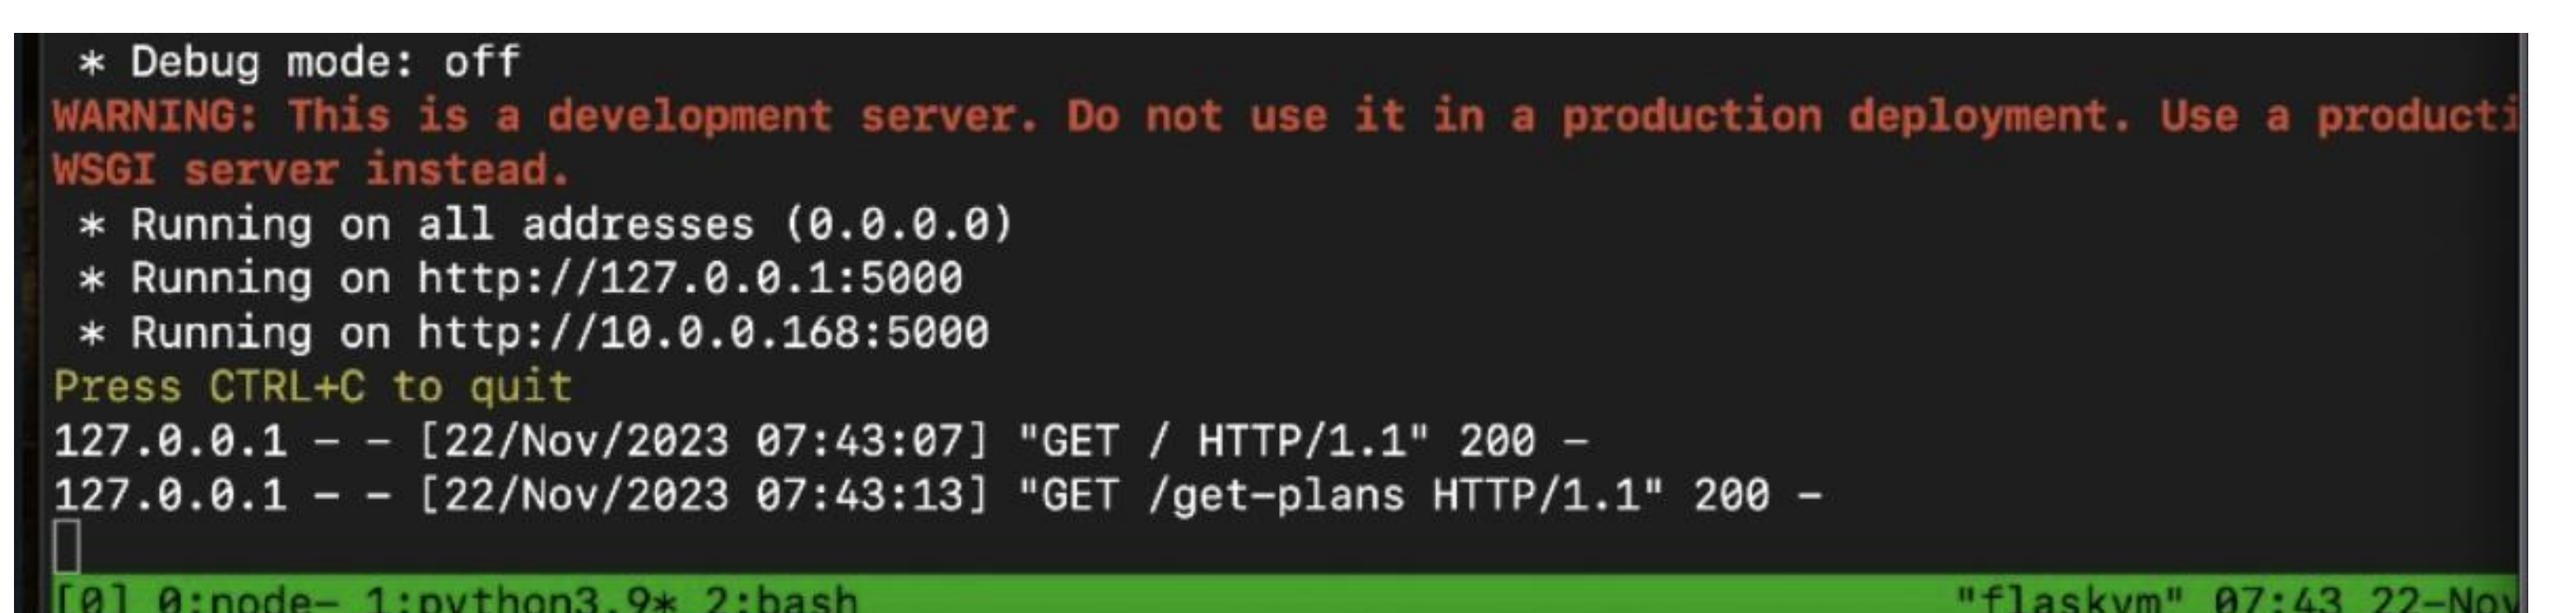 * Debug mode: off
WARNING: This is a development server. Do not use it in a production deployment. Use a producti
WSGI server instead.
* Running on all addresses (0.0.0.0)
* Running on http://127.0.0.1:5000
* Running on http://10.0.0.168:5000
Press CTRL+C to quit
127.0.0.1 - - [22/Nov/2023 07:43:07] "GET / HTTP/1.1" 200 -
127.0.0.1 - - [22/Nov/2023 07:43:13] "GET /get-plans HTTP/1.1" 200 -
[0] 0:node- 1:python3.9* 2:bash "flaskvm" 07:43 22-Nov